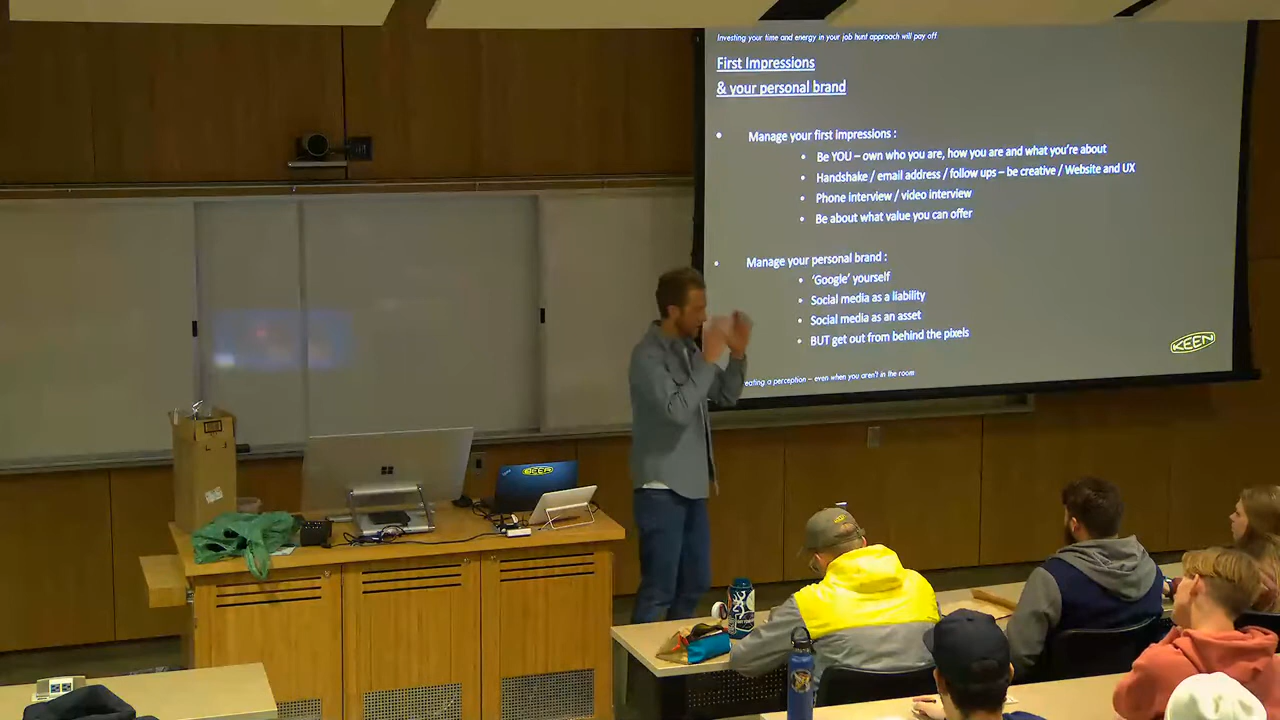 Investing your time and energy in your job hunt approach will pay off
First Impressions
& your personal brand
• Manage your first impressions :
• Be YOU – own who you are, how you are and what you're about
• Handshake / email address / follow ups – be creative / Website and UX
• Phone interview / video interview
• Be about what value you can offer
• Manage your personal brand :
• 'Google' yourself
• Social media as a liability
• Social media as an asset
• BUT get out from behind the pixels
KEEN
perception – even when you aren't in the room
KEEN